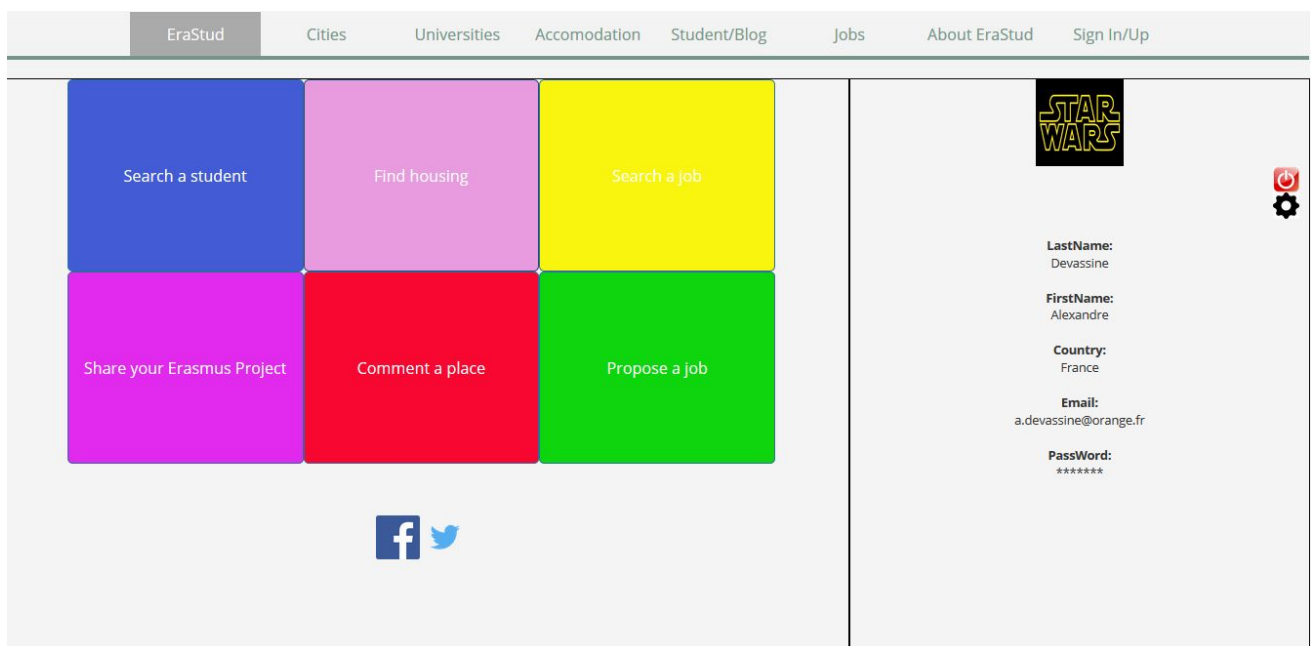 EraStud Cities Universities Accomodation Student/Blog Jobs About EraStud Sign In/Up
Search a student Find housing Search a job
Share your Erasmus Project Comment a place Propose a job
STAR
WARS
LastName:
Devassine
FirstName:
Alexandre
Country:
France
Email:
a.devassine@orange.fr
PassWord:
*******